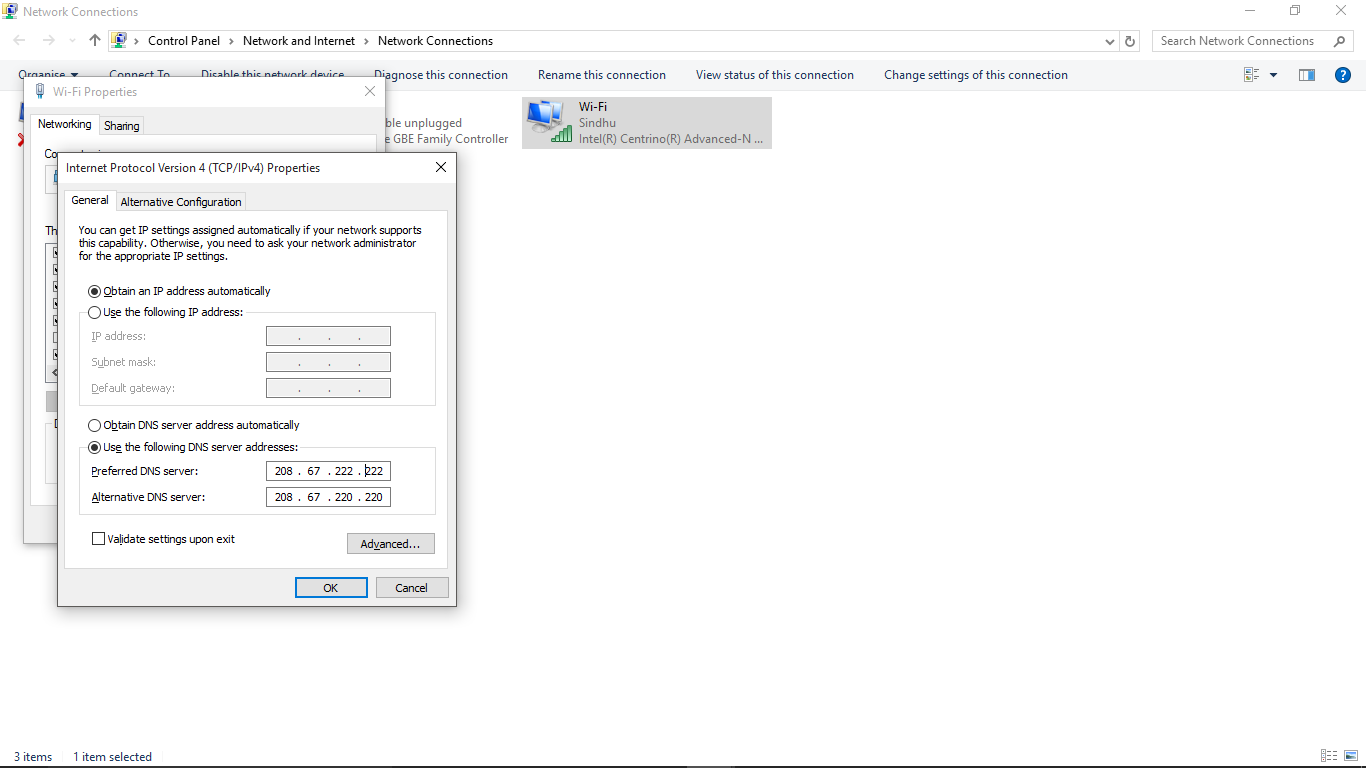 Network Connections
Control Panel Network and Internet Network Connections
Search Network Connections
Organise Connect To Disable this network device Diagnose this connection Rename this connection View status of this connection Change settings of this connection
Wi-Fi Properties
Networking Sharing
ble unplugged
e GBE Family Controller
Wi-Fi
Sindhu
Intel(R) Centrino(R) Advanced-N ...
Internet Protocol Version 4 (TCP/IPv4) Properties
General Alternative Configuration
You can get IP settings assigned automatically if your network supports
this capability. Otherwise, you need to ask your network administrator
for the appropriate IP settings.
Obtain an IP address automatically
Use the following IP address:
IP address: . . .
Subnet mask: . . .
Default gateway: . . .
Obtain DNS server address automatically
Use the following DNS server addresses:
Preferred DNS server: 208 . 67 . 222 . 222
Alternative DNS server: 208 . 67 . 220 . 220
Validate settings upon exit
Advanced...
OK Cancel
3 items 1 item selected